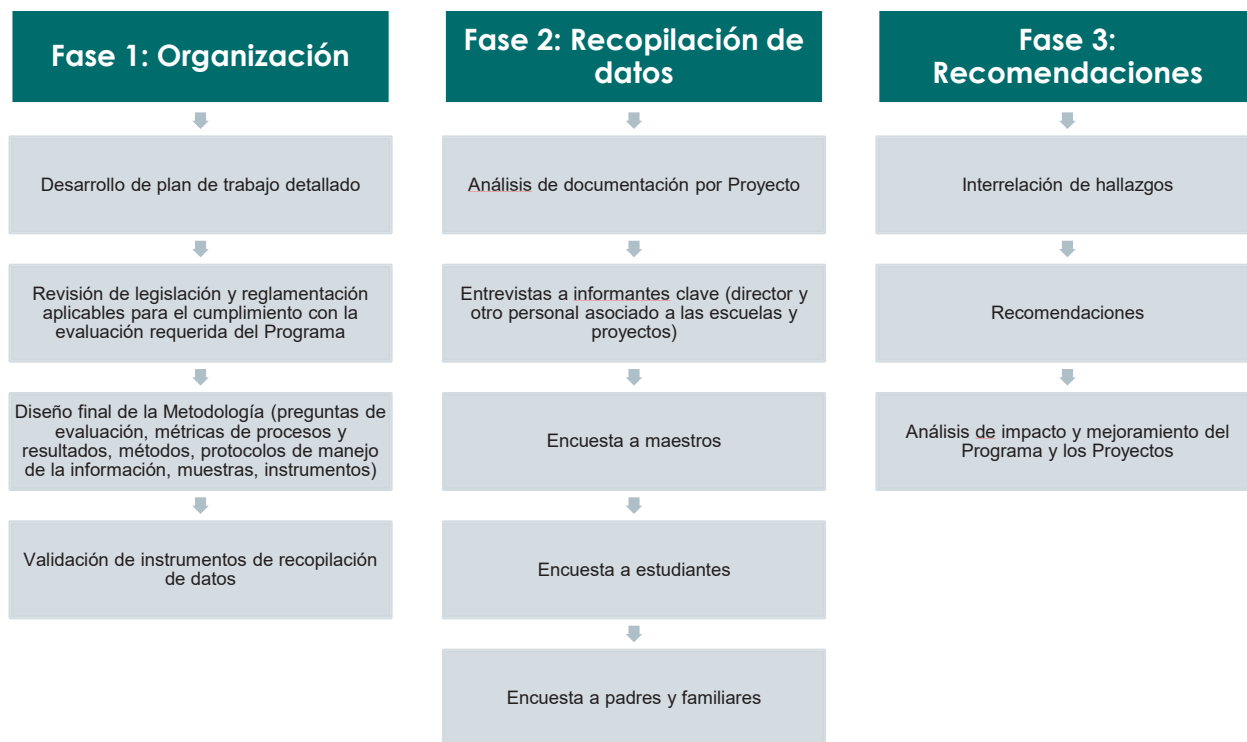 Fase 1: Organización
Desarrollo de plan de trabajo detallado
Revisión de legislación y reglamentación
aplicables para el cumplimiento con la
evaluación requerida del Programa
Diseño final de la Metodología (preguntas de
evaluación, métricas de procesos y
resultados, métodos, protocolos de manejo
de la información, muestras, instrumentos)
Validación de instrumentos de recopilación
de datos
Fase 2: Recopilación de
datos
Análisis de documentación por Proyecto
Entrevistas a informantes clave (director y
otro personal asociado a las escuelas y
proyectos)
Encuesta a maestros
Encuesta a estudiantes
Encuesta a padres y familiares
Fase 3:
Recomendaciones
Interrelación de hallazgos
Recomendaciones
Análisis de impacto y mejoramiento del
Programa y los Proyectos